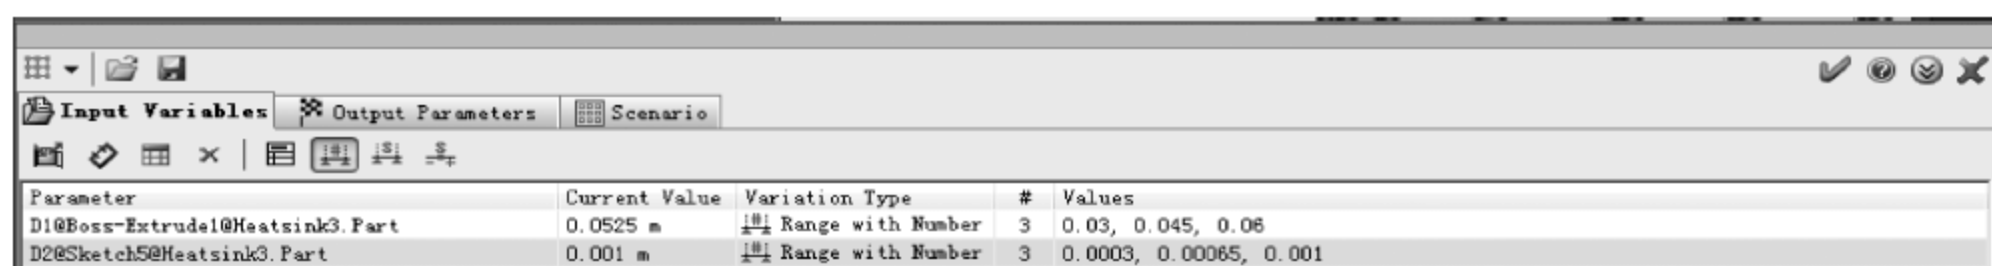 Input Variables Output Parameters Scenario
Parameter Current Value Variation Type # Values
D1@Boss-Extrude1@Heatsink3.Part 0.0525 m Range with Number 3 0.03, 0.045, 0.06
D2@Sketch5@Heatsink3.Part 0.001 m Range with Number 3 0.0003, 0.00065, 0.001